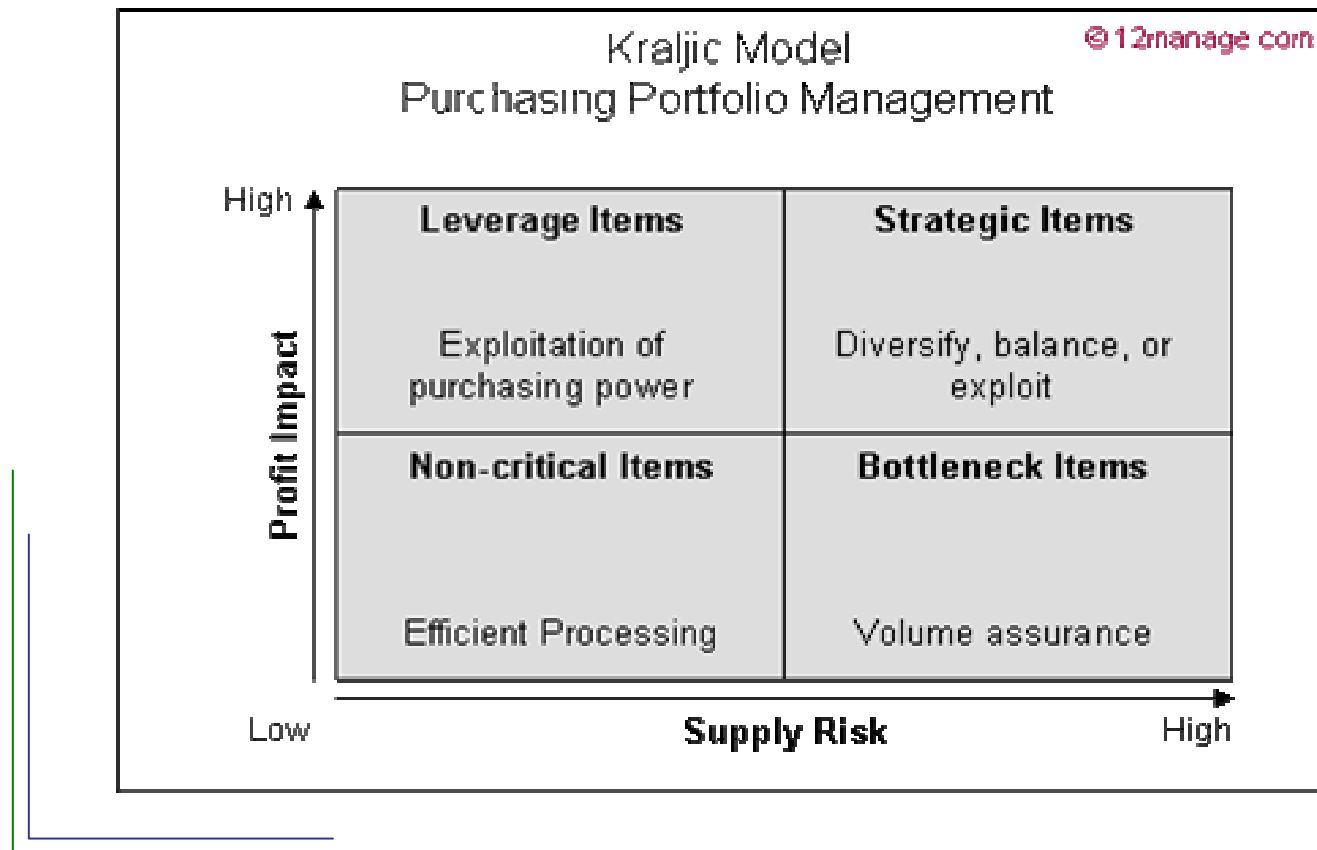 Kraljic Model
© 12manage com
Purchasing Portfolio Management
High
Leverage Items
Strategic Items
Exploitation of
purchasing power
Diversify, balance, or
exploit
Profit Impact
Non-critical Items
Bottleneck Items
Efficient Processing
Volume assurance
Low
Supply Risk
High